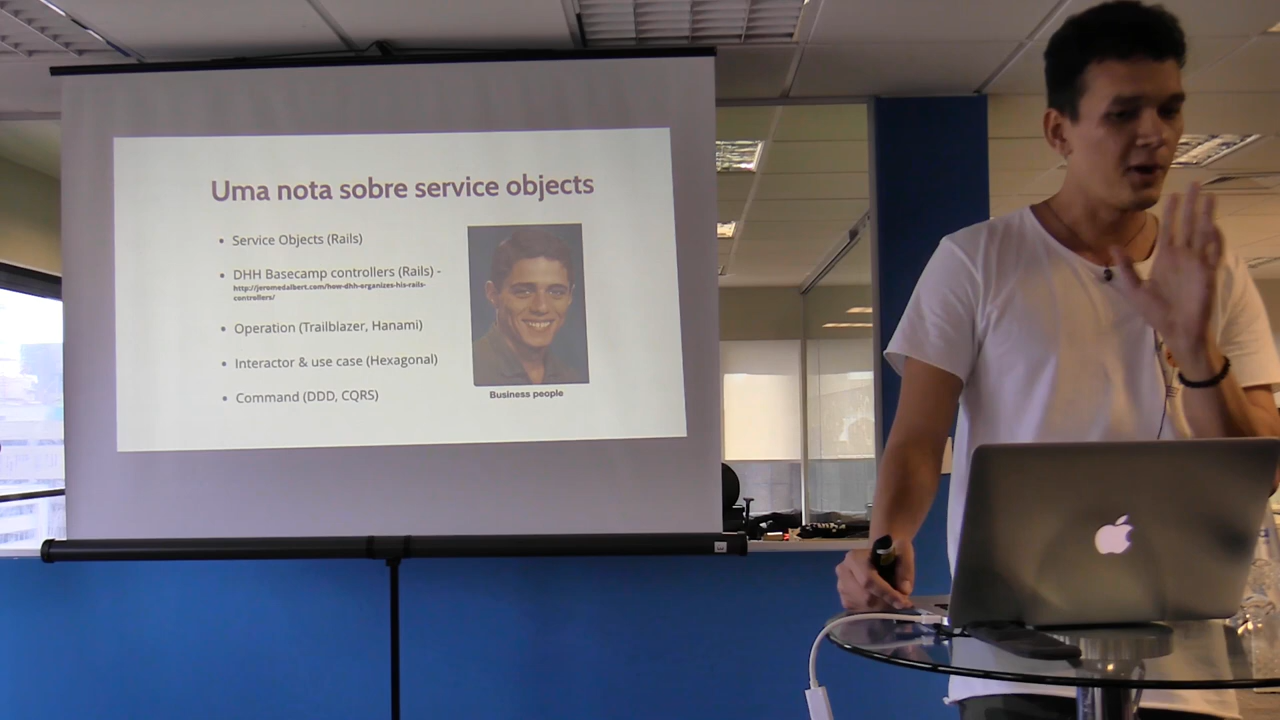 Uma nota sobre service objects
• Service Objects (Rails)
• DHH Basecamp controllers (Rails) -
http://jeromedalbert.com/how-dhh-organizes-his-rails-
controllers/
• Operation (Trailblazer, Hanami)
• Interactor & use case (Hexagonal)
• Command (DDD, CQRS)
Business people